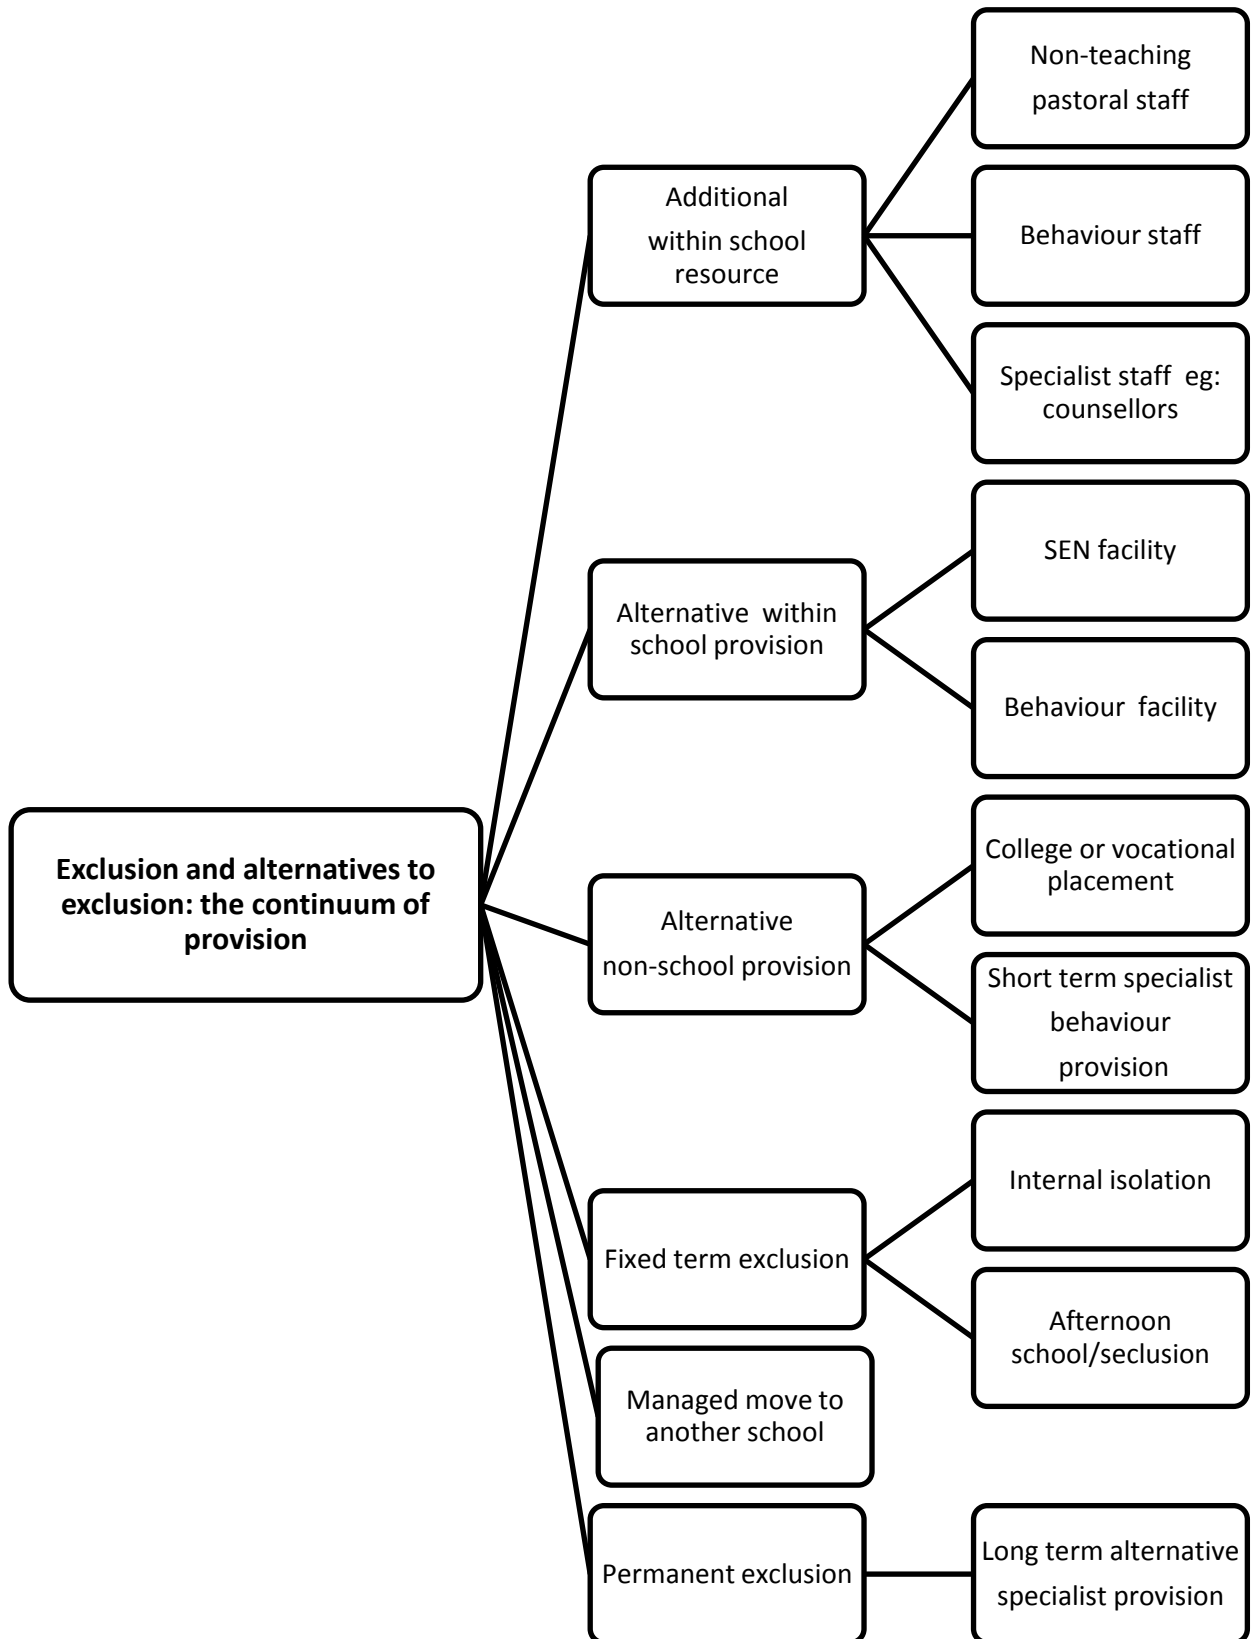 Exclusion and alternatives to
exclusion: the continuum of
provision
Additional
within school
resource
Non-teaching
pastoral staff
Behaviour staff
Specialist staff eg:
counsellors
Alternative within
school provision
SEN facility
Behaviour facility
Alternative
non-school provision
College or vocational
placement
Short term specialist
behaviour
provision
Fixed term exclusion
Internal isolation
Afternoon
school/seclusion
Managed move to
another school
Permanent exclusion
Long term alternative
specialist provision